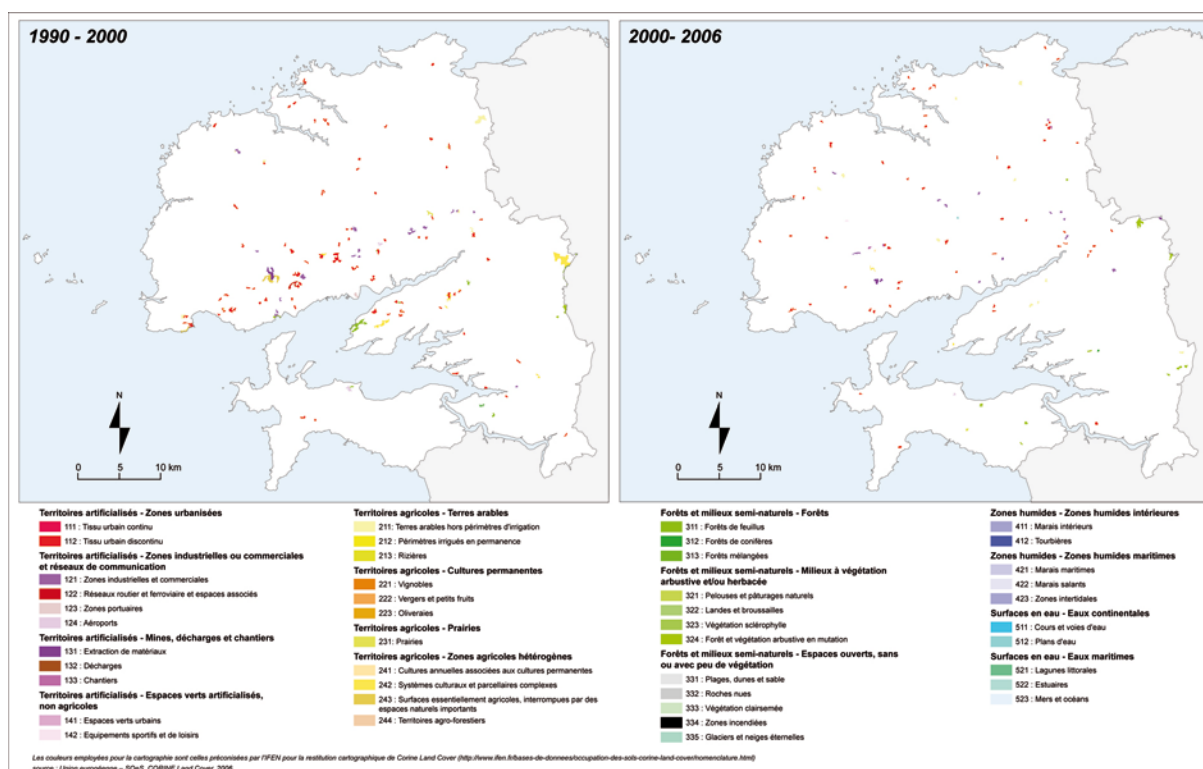 1990 - 2000
2000- 2006
N
0 5 10 km
N
0 5 10 km
Territoires artificialisés - Zones urbanisées
111 : Tissu urbain continu
112 : Tissu urbain discontinu
Territoires artificialisés - Zones industrielles ou commerciales
et réseaux de communication
121 : Zones industrielles et commerciales
122 : Réseaux routier et ferroviaire et espaces associés
123 : Zones portuaires
124 : Aéroports
Territoires artificialisés - Mines, décharges et chantiers
131 : Extraction de matériaux
132 : Décharges
133 : Chantiers
Territoires artificialisés - Espaces verts artificialisés,
non agricoles
141 : Espaces verts urbains
142 : Equipements sportifs et de loisirs
Territoires agricoles - Terres arables
211: Terres arables hors périmètres d'irrigation
212 : Périmètres irrigués en permanence
213 : Rizières
Territoires agricoles - Cultures permanentes
221 : Vignobles
222 : Vergers et petits fruits
223 : Oliveraies
Territoires agricoles - Prairies
231: Prairies
Territoires agricoles - Zones agricoles hétérogènes
241 : Cultures annuelles associées aux cultures permanentes
242 : Systèmes culturaux et parcellaires complexes
243 : Surfaces essentiellement agricoles, interrompues par des
espaces naturels importants
244 : Territoires agro-forestiers
Forêts et milieux semi-naturels - Forêts
311 : Forêts de feuillus
312 : Forêts de conifères
313 : Forêts mélangées
Forêts et milieux semi-naturels - Milieux à végétation
arbustive et/ou herbacée
321 : Pelouses et pâturages naturels
322 : Landes et broussailles
323 : Végétation sclérophylle
324 : Forêt et végétation arbustive en mutation
Forêts et milieux semi-naturels - Espaces ouverts, sans
ou avec peu de végétation
331 : Plages, dunes et sable
332 : Roches nues
333 : Végétation clairsemée
334 : Zones incendiées
335 : Glaciers et neiges éternelles
Zones humides - Zones humides intérieures
411 : Marais intérieurs
412 : Tourbières
Zones humides - Zones humides maritimes
421 : Marais maritimes
422 : Marais salants
423 : Zones intertidales
Surfaces en eau - Eaux continentales
511 : Cours et voies d'eau
512 : Plans d'eau
Surfaces en eau - Eaux maritimes
521 : Lagunes littorales
522 : Estuaires
523 : Mers et océans
Les couleurs employées pour la cartographie sont celles préconisées par l'IFEN pour la restitution cartographique de Corine Land Cover (http://www.ifen.fr/bases-de-donnees/occupation-des-sols-corine-land-cover/nomenclature.html)
source : Union européenne – SOeS, CORINE Land Cover, 2006